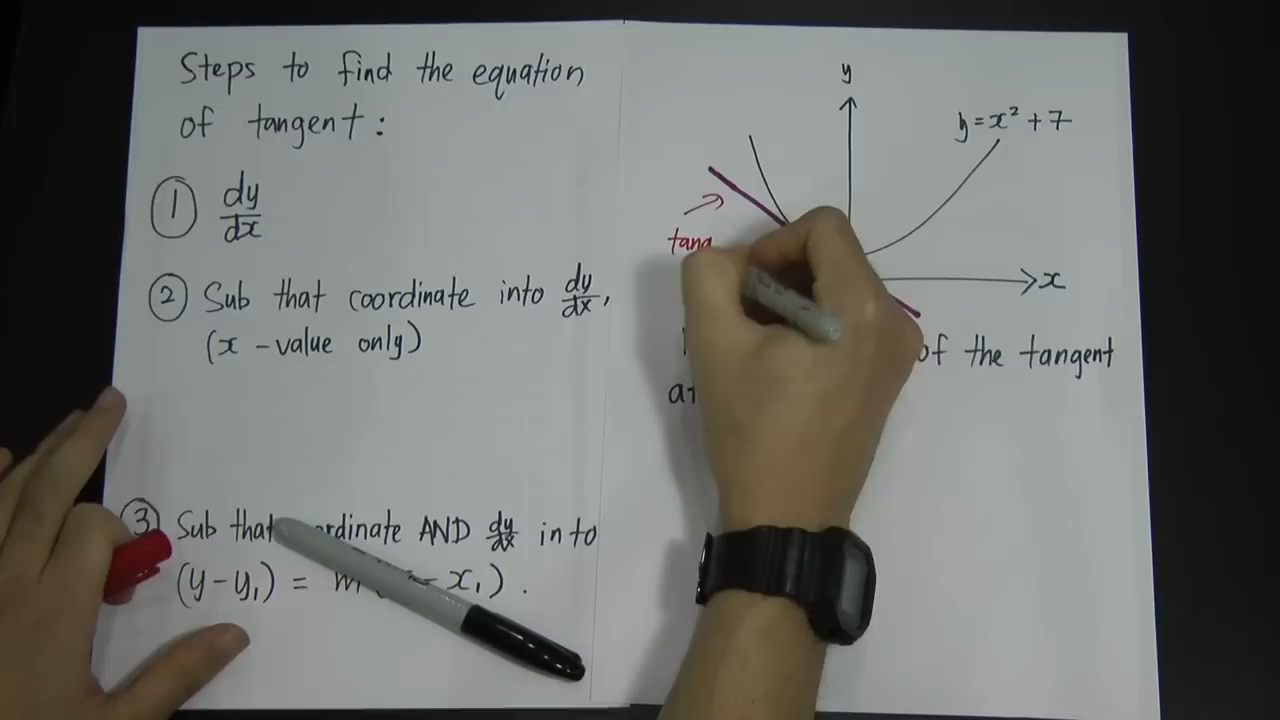 Steps to find the equation
of tangent:
① dy/dx
② Sub that coordinate into dy/dx,
(x - value only)
③ Sub that AND dy/dx into
(y-y₁) = m x₁).
y
y = x² + 7
x
of the tangent